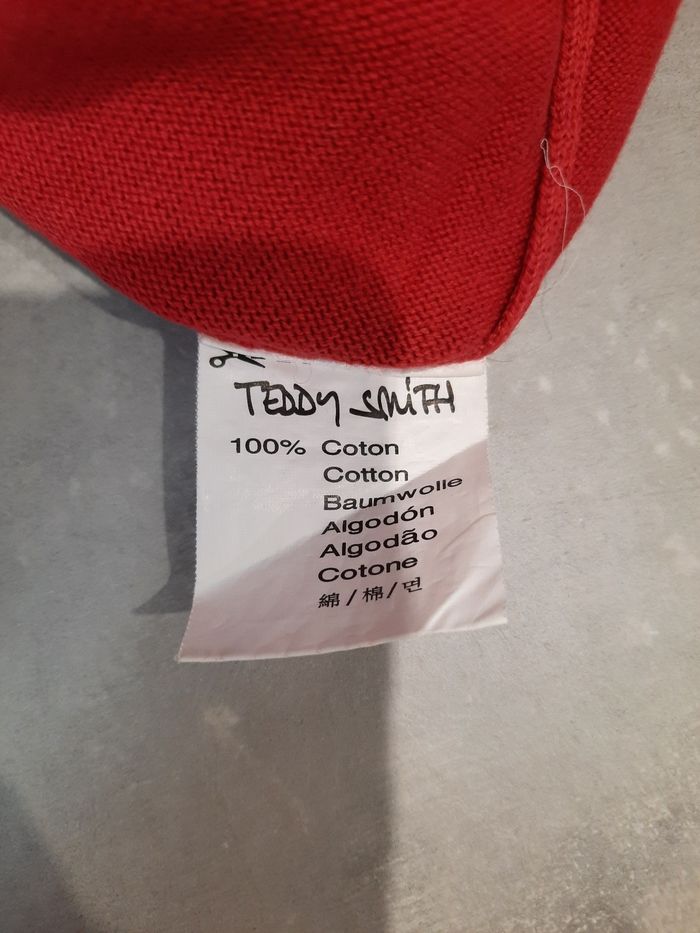 TEDDY SMiTH
100% Coton
Cotton
Baumwolle
Algodón
Algodão
Cotone
綿 / 棉 / 면